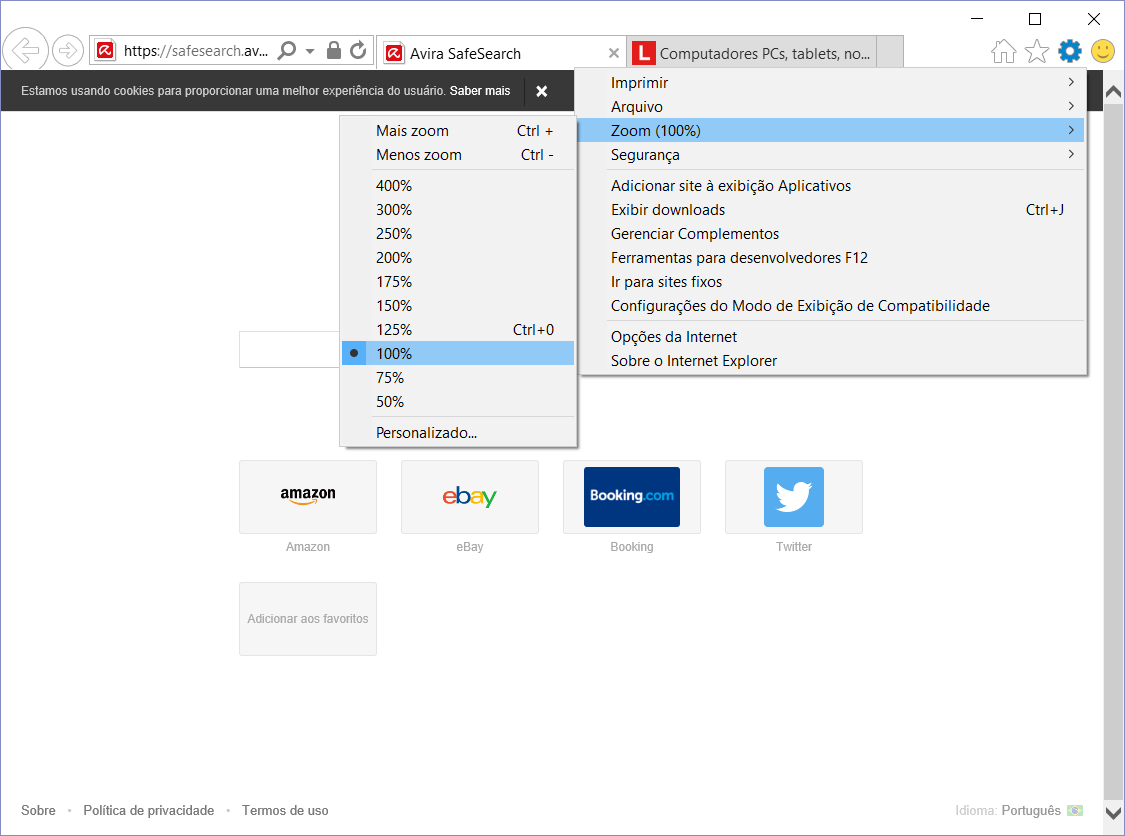 https://safesearch.av...
Avira SafeSearch
L Computadores PCs, tablets, no...
Estamos usando cookies para proporcionar uma melhor experiência do usuário. Saber mais
Imprimir
Arquivo
Zoom (100%)
Segurança
Adicionar site à exibição Aplicativos
Exibir downloads Ctrl+J
Gerenciar Complementos
Ferramentas para desenvolvedores F12
Ir para sites fixos
Configurações do Modo de Exibição de Compatibilidade
Opções da Internet
Sobre o Internet Explorer
Mais zoom Ctrl +
Menos zoom Ctrl -
400%
300%
250%
200%
175%
150%
125% Ctrl+0
100%
75%
50%
Personalizado...
amazon
ebay
Booking.com
Amazon
eBay
Booking
Twitter
Adicionar aos favoritos
Sobre • Política de privacidade • Termos de uso
Idioma: Português